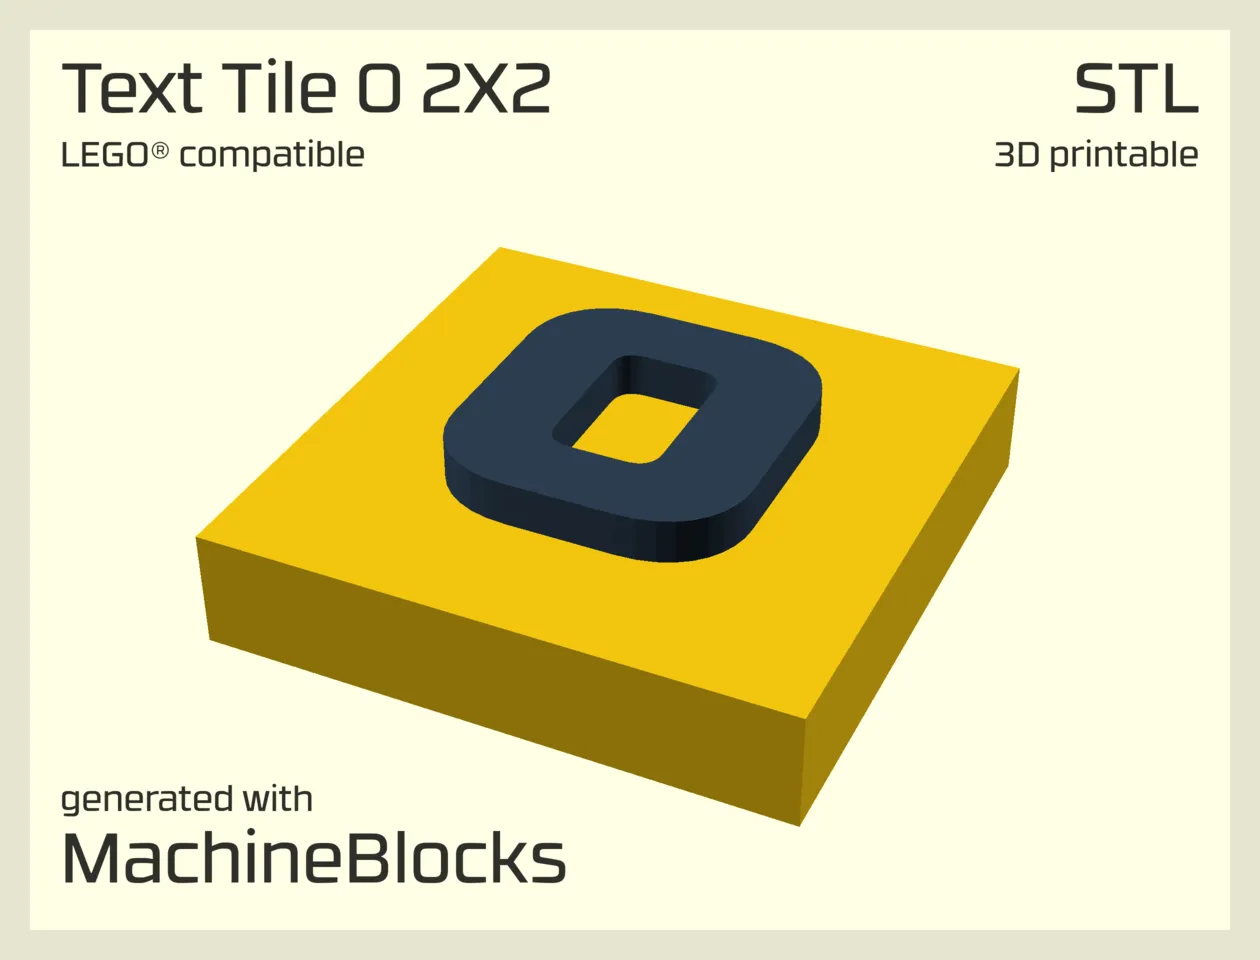 Text Tile O 2X2
STL
LEGO® compatible
3D printable
O
generated with
MachineBlocks